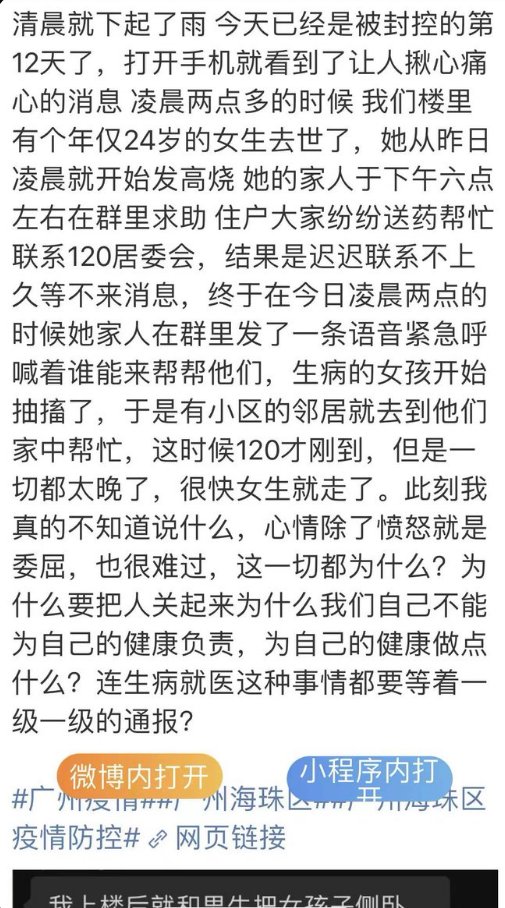 清晨就下起了雨 今天已经是被封控的第
12天了，打开手机就看到了让人揪心痛
心的消息 凌晨两点多的时候 我们楼里
有个年仅24岁的女生去世了，她从昨日
凌晨就开始发高烧 她的家人于下午六点
左右在群里求助 住户大家纷纷送药帮忙
联系120居委会，结果是迟迟联系不上
久等不来消息，终于在今日凌晨两点的
时候她家人在群里发了一条语音紧急呼
喊着谁能来帮帮他们，生病的女孩开始
抽搐了，于是有小区的邻居就去到他们
家中帮忙，这时候120才刚到，但是一
切都太晚了，很快女生就走了。此刻我
真的不知道说什么，心情除了愤怒就是
委屈，也很难过，这一切都为什么？为
什么要把人关起来为什么我们自己不能
为自己的健康负责，为自己的健康做点
什么？连生病就医这种事情都要等着一
级一级的通报？
微博内打开
小程序内打
开
#广州疫情##广州海珠区##广州海珠区
疫情防控# 网页链接
我上楼后就和男生把女孩子侧卧